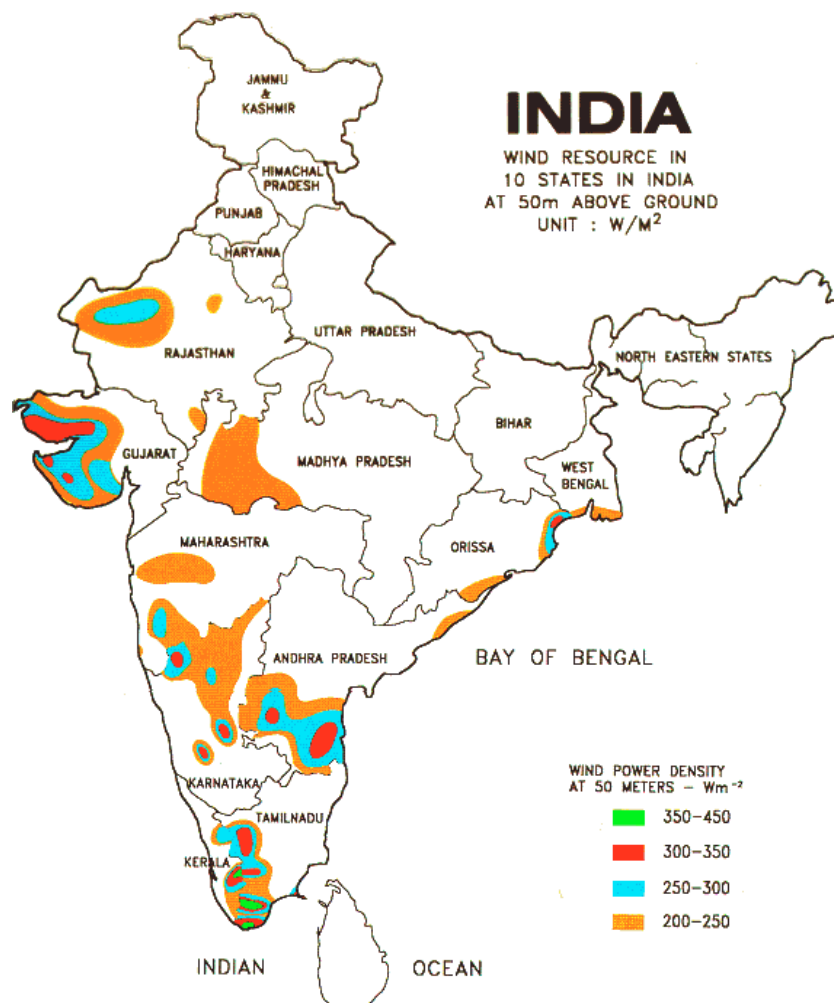 INDIA
WIND RESOURCE IN
10 STATES IN INDIA
AT 50m ABOVE GROUND
UNIT : W/M²
JAMMU
&
KASHMIR
HIMACHAL
PRADESH
PUNJAB
HARYANA
UTTAR PRADESH
RAJASTHAN
NORTH EASTERN STATES
BIHAR
GUJARAT
MADHYA PRADESH
WEST
BENGAL
MAHARASHTRA
ORISSA
ANDHRA PRADESH
BAY OF BENGAL
KARNATAKA
TAMILNADU
KERALA
WIND POWER DENSITY
AT 50 METERS – Wm⁻²
350–450
300–350
250–300
200–250
INDIAN OCEAN